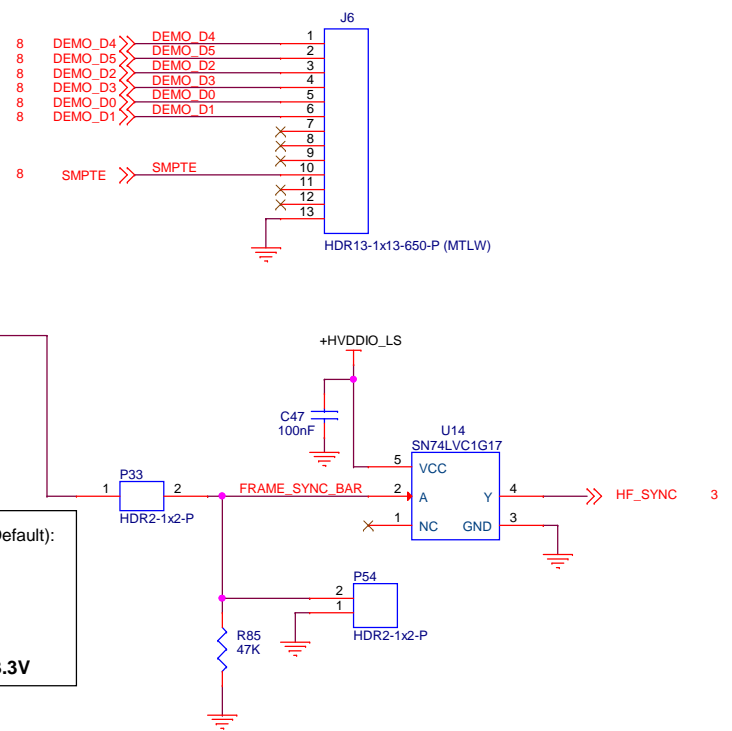 J6
8 DEMO_D4 DEMO_D4 1
8 DEMO_D5 DEMO_D5 2
8 DEMO_D2 DEMO_D2 3
8 DEMO_D3 DEMO_D3 4
8 DEMO_D0 DEMO_D0 5
8 DEMO_D1 DEMO_D1 6
7
8
9
8 SMPTE SMPTE 10
11
12
13
HDR13-1x13-650-P (MTLW)
+HVDDIO_LS
C47
100nF
U14
SN74LVC1G17
5 VCC
P33
1 2
HDR2-1x2-P
FRAME_SYNC_BAR 2 A Y 4 HF_SYNC 3
1 NC GND 3
efault):
P54
2
1
HDR2-1x2-P
R85
47K
.3V